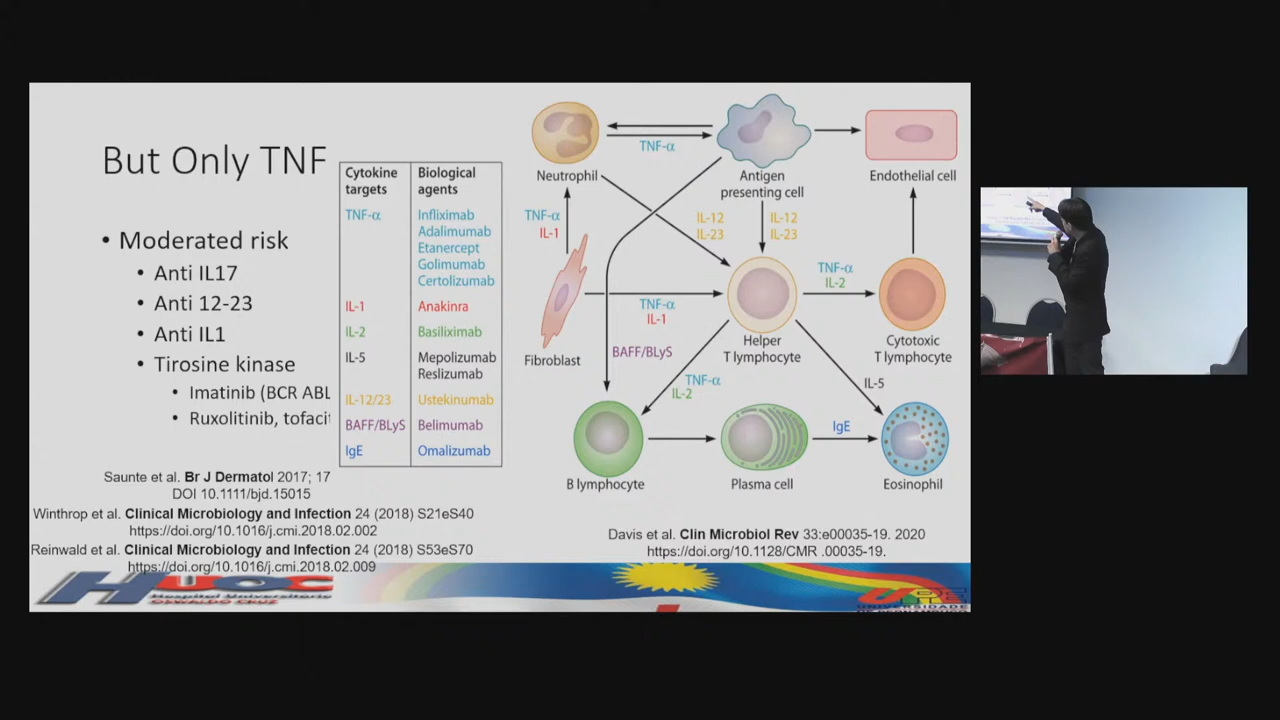 But Only TNF
• Moderated risk
• Anti IL17
• Anti 12-23
• Anti IL1
• Tirosine kinase
• Imatinib (BCR ABL
• Ruxolitinib, tofaci
Saunte et al. Br J Dermatol 2017; 17
DOI 10.1111/bjd.15015
Winthrop et al. Clinical Microbiology and Infection 24 (2018) S21eS40
https://doi.org/10.1016/j.cmi.2018.02.002
Reinwald et al. Clinical Microbiology and Infection 24 (2018) S53eS70
https://doi.org/10.1016/j.cmi.2018.02.009
Cytokine targets Biological agents
TNF-α Infliximab
Adalimumab
Etanercept
Golimumab
Certolizumab
IL-1 Anakinra
IL-2 Basiliximab
IL-5 Mepolizumab
Reslizumab
IL-12/23 Ustekinumab
BAFF/BLyS Belimumab
IgE Omalizumab
Neutrophil
TNF-α
Antigen
presenting cell
Endothelial cell
TNF-α
IL-1
IL-12
IL-23
IL-12
IL-23
Fibroblast
TNF-α
IL-1
Helper
T lymphocyte
TNF-α
IL-2
Cytotoxic
T lymphocyte
BAFF/BLyS
TNF-α
IL-2
IL-5
B lymphocyte
Plasma cell
IgE
Eosinophil
Davis et al. Clin Microbiol Rev 33:e00035-19. 2020
https://doi.org/10.1128/CMR .00035-19.
HUOC
Hospital Universitario
OSWALDO CRUZ
UPE
UNIVERSIDADE